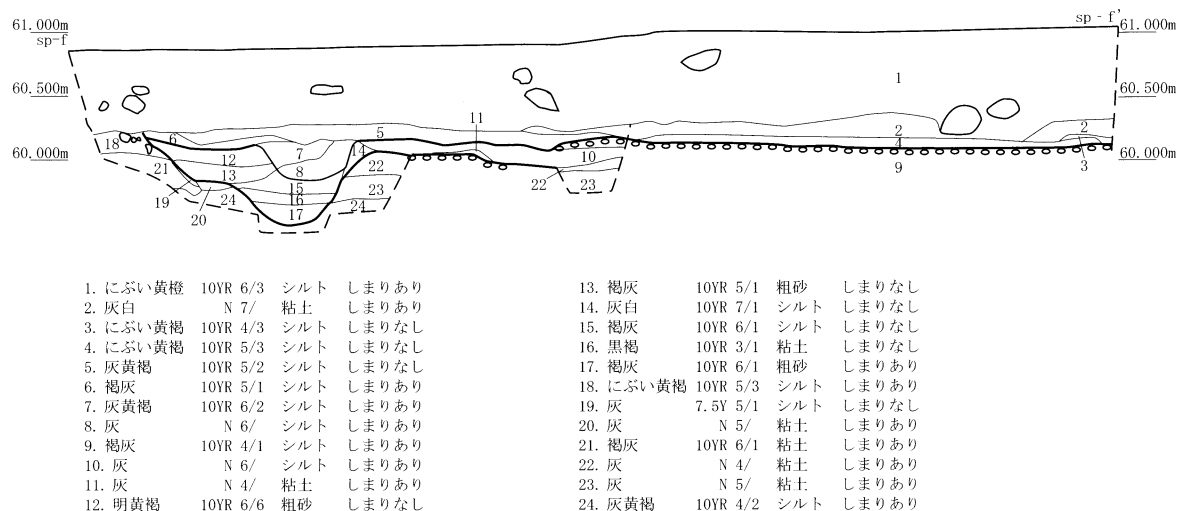 61.000m
sp-f
sp - f'
61.000m
60.500m
1
60.500m
11
18
6
5
2
2
60.000m
12
7
14
4
60.000m
21
13
8
22
10
9
3
19
20
24
15
16
17
23
24
22
23
1. にぶい黄橙 10YR 6/3 シルト しまりあり
2. 灰白 N 7/ 粘土 しまりあり
3. にぶい黄褐 10YR 4/3 シルト しまりなし
4. にぶい黄褐 10YR 5/3 シルト しまりなし
5. 灰黄褐 10YR 5/2 シルト しまりなし
6. 褐灰 10YR 5/1 シルト しまりあり
7. 灰黄褐 10YR 6/2 シルト しまりあり
8. 灰 N 6/ シルト しまりあり
9. 褐灰 10YR 4/1 シルト しまりあり
10. 灰 N 6/ シルト しまりあり
11. 灰 N 4/ 粘土 しまりあり
12. 明黄褐 10YR 6/6 粗砂 しまりなし
13. 褐灰 10YR 5/1 粗砂 しまりなし
14. 灰白 10YR 7/1 シルト しまりなし
15. 褐灰 10YR 6/1 シルト しまりなし
16. 黒褐 10YR 3/1 粘土 しまりなし
17. 褐灰 10YR 6/1 粗砂 しまりあり
18. にぶい黄褐 10YR 5/3 シルト しまりあり
19. 灰 7.5Y 5/1 シルト しまりなし
20. 灰 N 5/ 粘土 しまりあり
21. 褐灰 10YR 6/1 粘土 しまりあり
22. 灰 N 4/ 粘土 しまりあり
23. 灰 N 5/ 粘土 しまりあり
24. 灰黄褐 10YR 4/2 シルト しまりあり